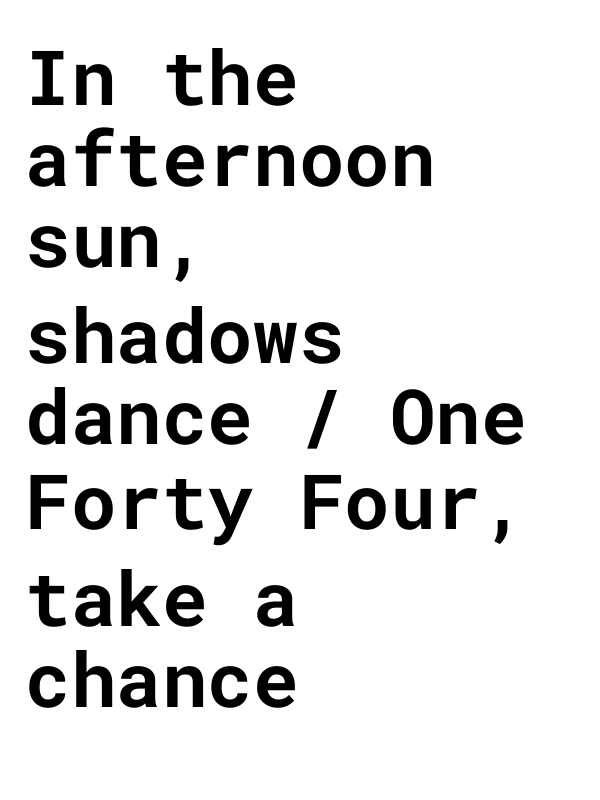 In the
afternoon
sun,
shadows
dance / One
Forty Four,
take a
chance